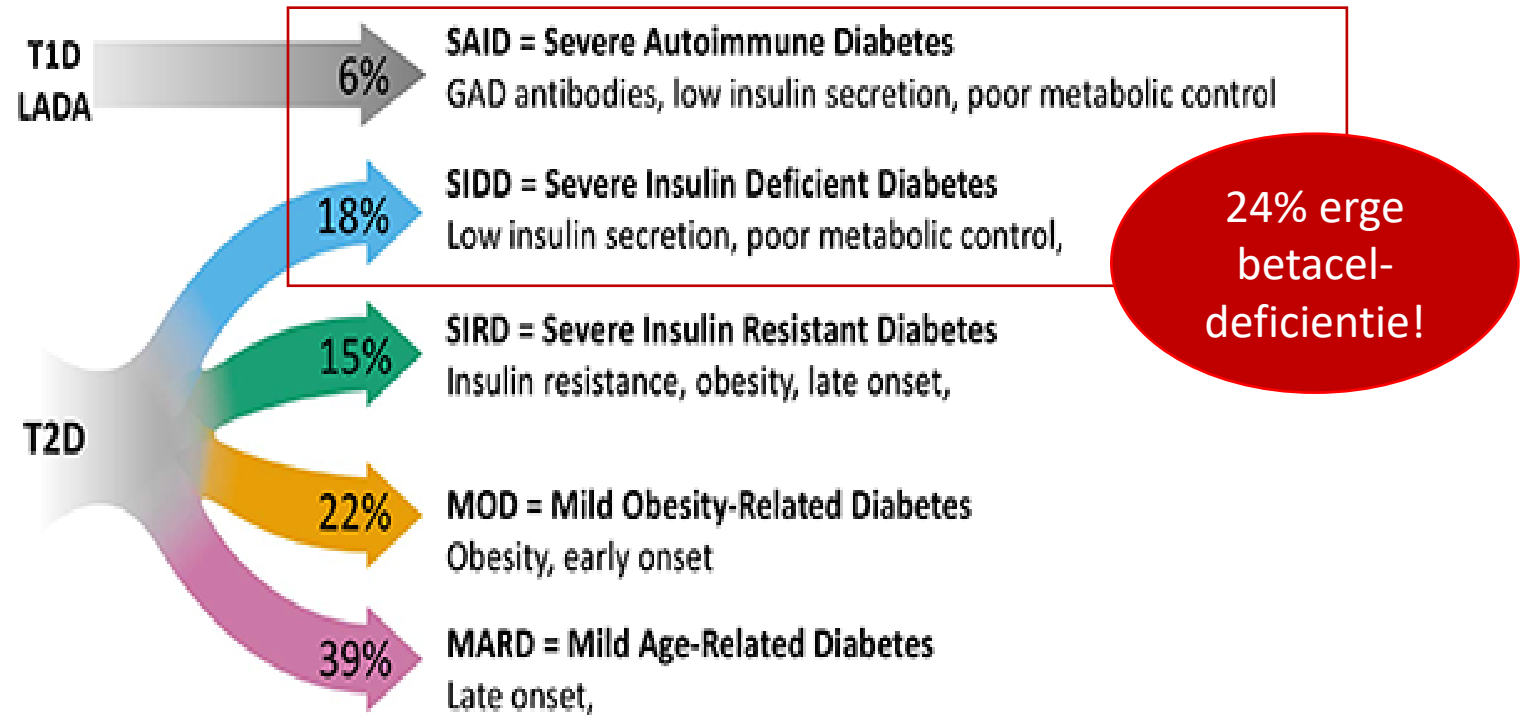 T1D
LADA
6%
SAID = Severe Autoimmune Diabetes
GAD antibodies, low insulin secretion, poor metabolic control
18%
SIDD = Severe Insulin Deficient Diabetes
Low insulin secretion, poor metabolic control,
24% erge
betacel-
deficientie!
15%
SIRD = Severe Insulin Resistant Diabetes
Insulin resistance, obesity, late onset,
T2D
22%
MOD = Mild Obesity-Related Diabetes
Obesity, early onset
39%
MARD = Mild Age-Related Diabetes
Late onset,